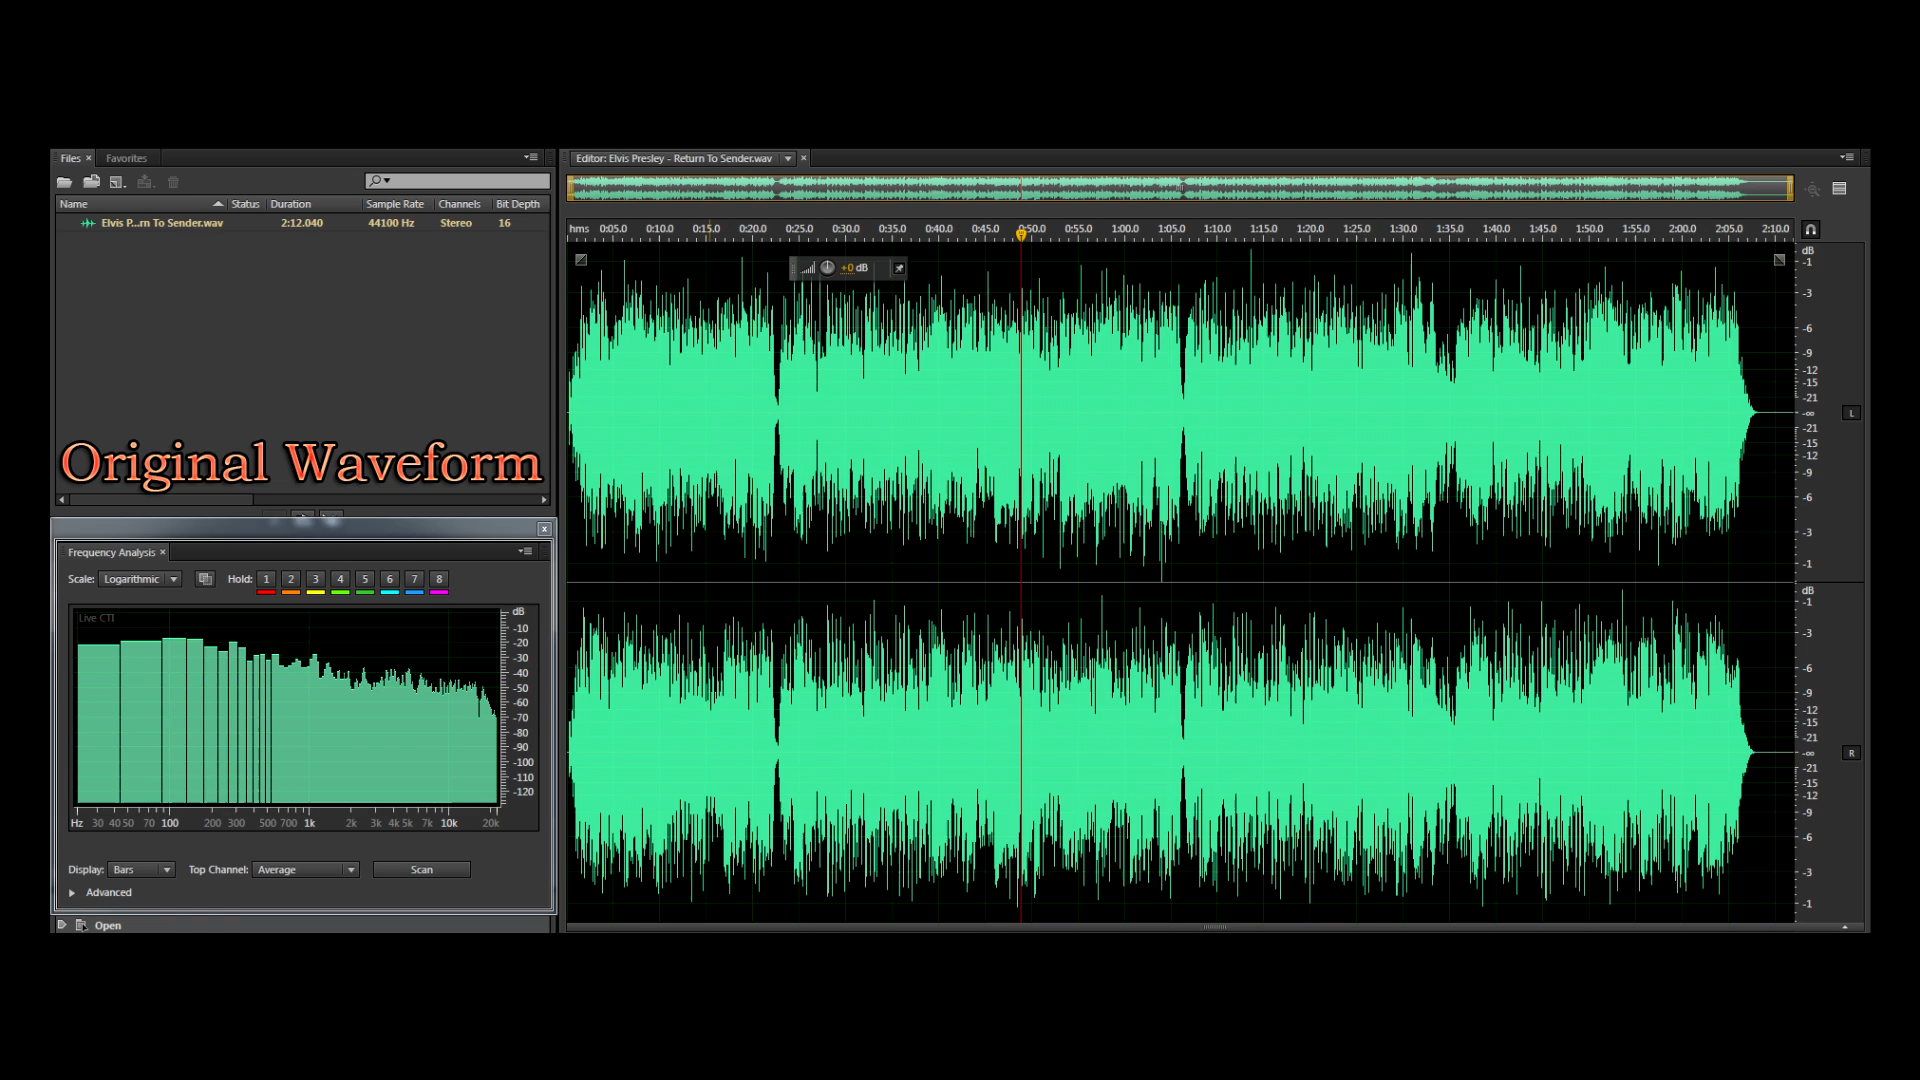 Files × Favorites
Name Status Duration Sample Rate Channels Bit Depth
Elvis P...rn To Sender.wav 2:12.040 44100 Hz Stereo 16
Original Waveform
Frequency Analysis ×
Scale: Logarithmic Hold: 1 2 3 4 5 6 7 8
Live CTI
dB
-10
-20
-30
-40
-50
-60
-70
-80
-90
-100
-110
-120
Hz 30 40 50 70 100 200 300 500 700 1k 2k 3k 4k 5k 7k 10k 20k
Display: Bars Top Channel: Average Scan
Advanced
Open
Editor: Elvis Presley - Return To Sender.wav ×
hms 0:05.0 0:10.0 0:15.0 0:20.0 0:25.0 0:30.0 0:35.0 0:40.0 0:45.0 0:50.0 0:55.0 1:00.0 1:05.0 1:10.0 1:15.0 1:20.0 1:25.0 1:30.0 1:35.0 1:40.0 1:45.0 1:50.0 1:55.0 2:00.0 2:05.0 2:10.0
+0 dB
dB
-1
-3
-6
-9
-12
-15
-21
-∞
-21
-15
-12
-9
-6
-3
-1
L
dB
-1
-3
-6
-9
-12
-15
-21
-∞
-21
-15
-12
-9
-6
-3
-1
R